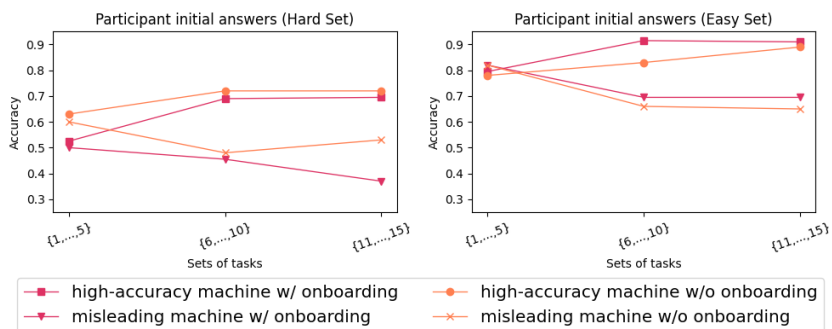 Participant initial answers (Hard Set)
0.9
0.8
0.7
0.6
0.5
0.4
0.3
Accuracy
{1,...,5}
{6,...,10}
{11,...,15}
Sets of tasks
Participant initial answers (Easy Set)
0.9
0.8
0.7
0.6
0.5
0.4
0.3
Accuracy
{1,...,5}
{6,...,10}
{11,...,15}
Sets of tasks
high-accuracy machine w/ onboarding
misleading machine w/ onboarding
high-accuracy machine w/o onboarding
misleading machine w/o onboarding